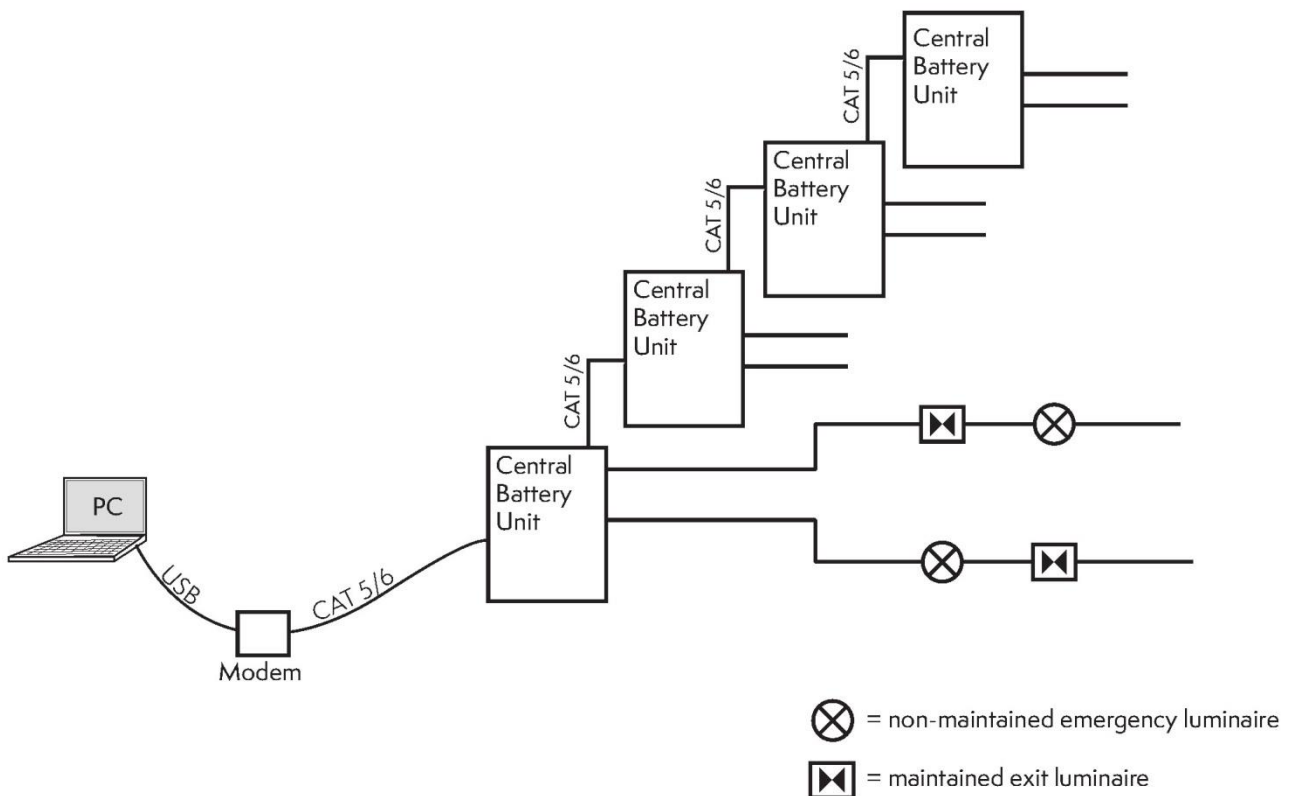 Central
Battery
Unit
CAT 5/6
Central
Battery
Unit
CAT 5/6
Central
Battery
Unit
CAT 5/6
Central
Battery
Unit
PC
USB
CAT 5/6
Modem
= non-maintained emergency luminaire
= maintained exit luminaire